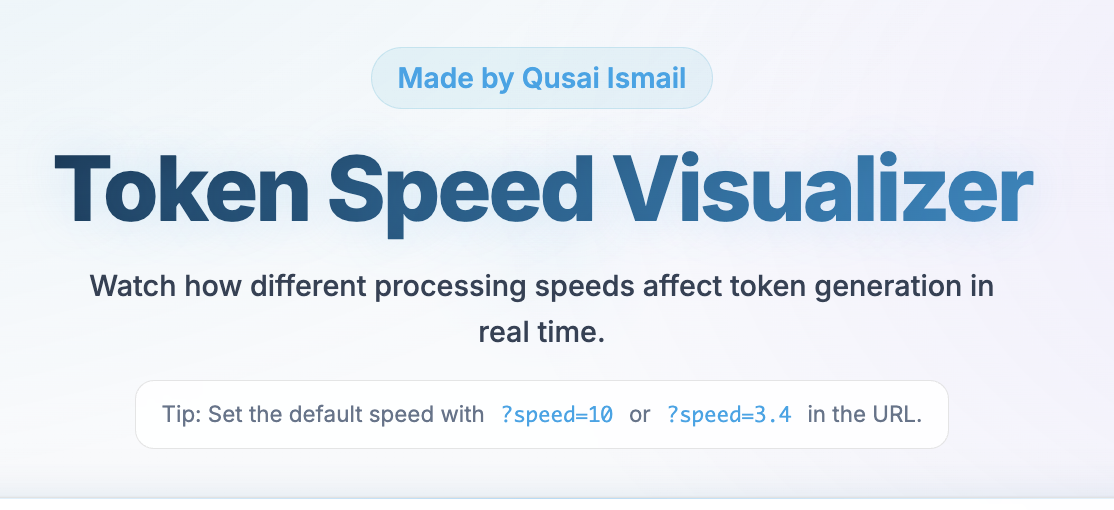 Made by Qusai Ismail
Token Speed Visualizer
Watch how different processing speeds affect token generation in
real time.
Tip: Set the default speed with ?speed=10 or ?speed=3.4 in the URL.